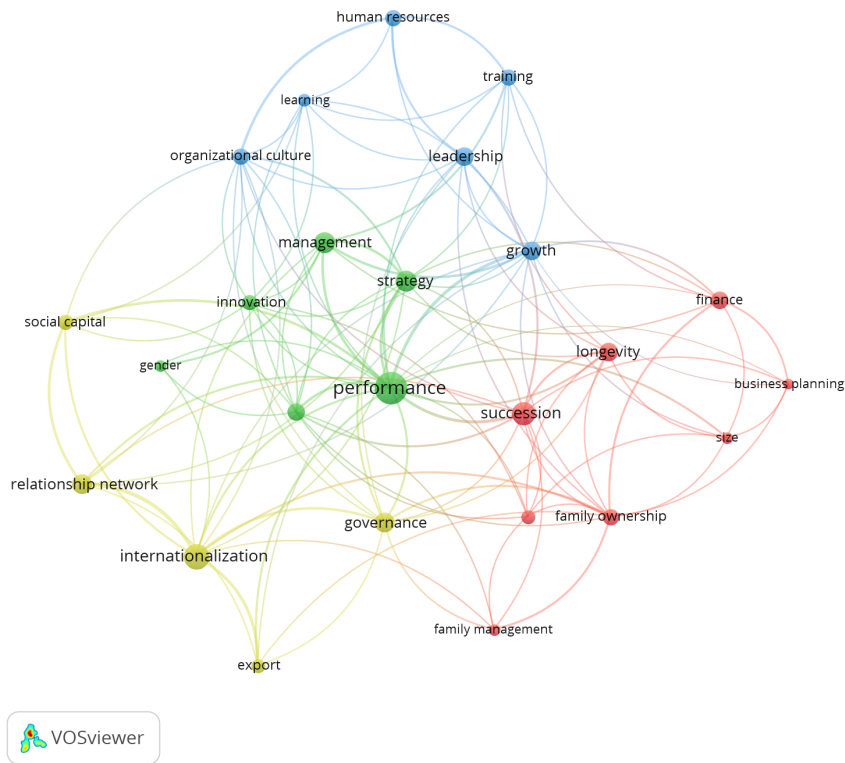 human resources
training
learning
organizational culture
leadership
management
growth
strategy
innovation
finance
social capital
longevity
gender
business planning
performance
succession
size
relationship network
family ownership
governance
internationalization
family management
export
VOSviewer